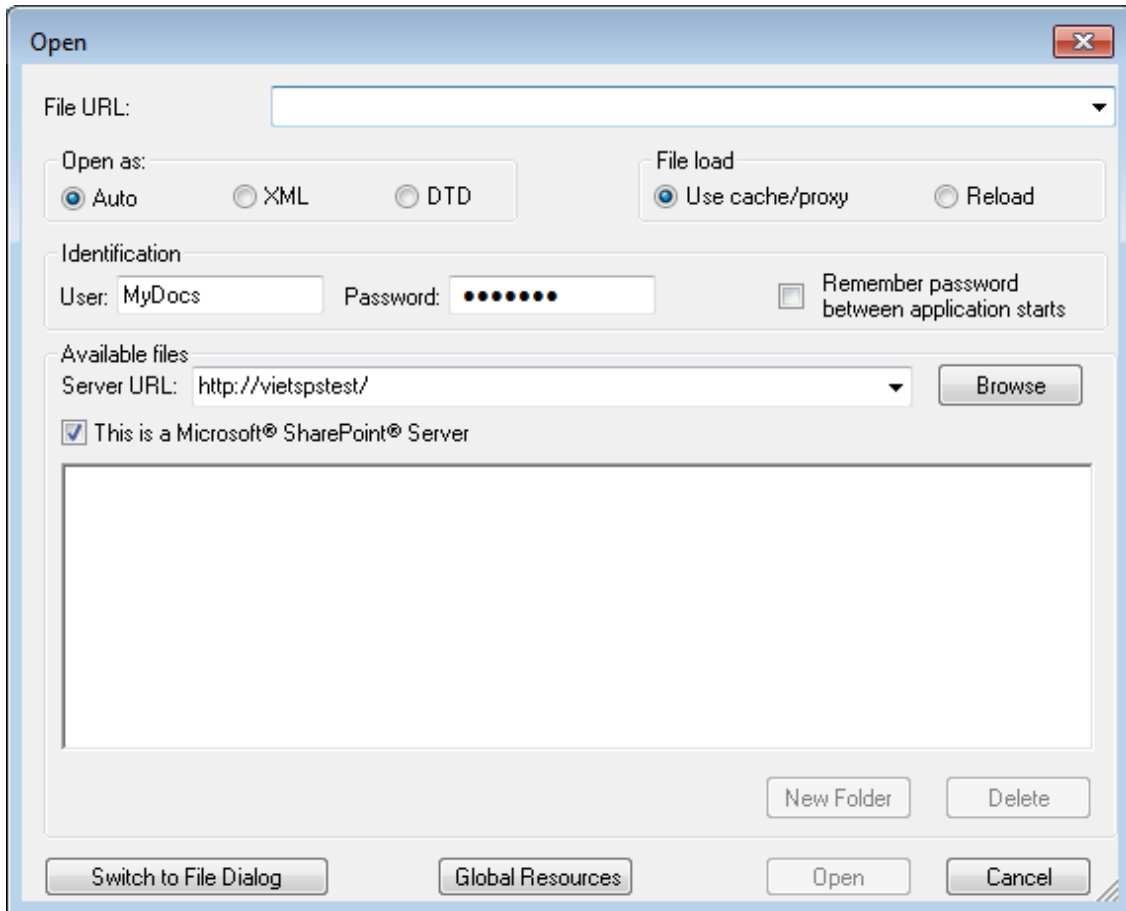 Open
File URL:
Open as:
File load
Auto XML DTD
Use cache/proxy Reload
Identification
User: MyDocs Password: ●●●●●●●
Remember password
between application starts
Available files
Server URL: http://vietspstest/ Browse
This is a Microsoft® SharePoint® Server
New Folder Delete
Switch to File Dialog Global Resources Open Cancel